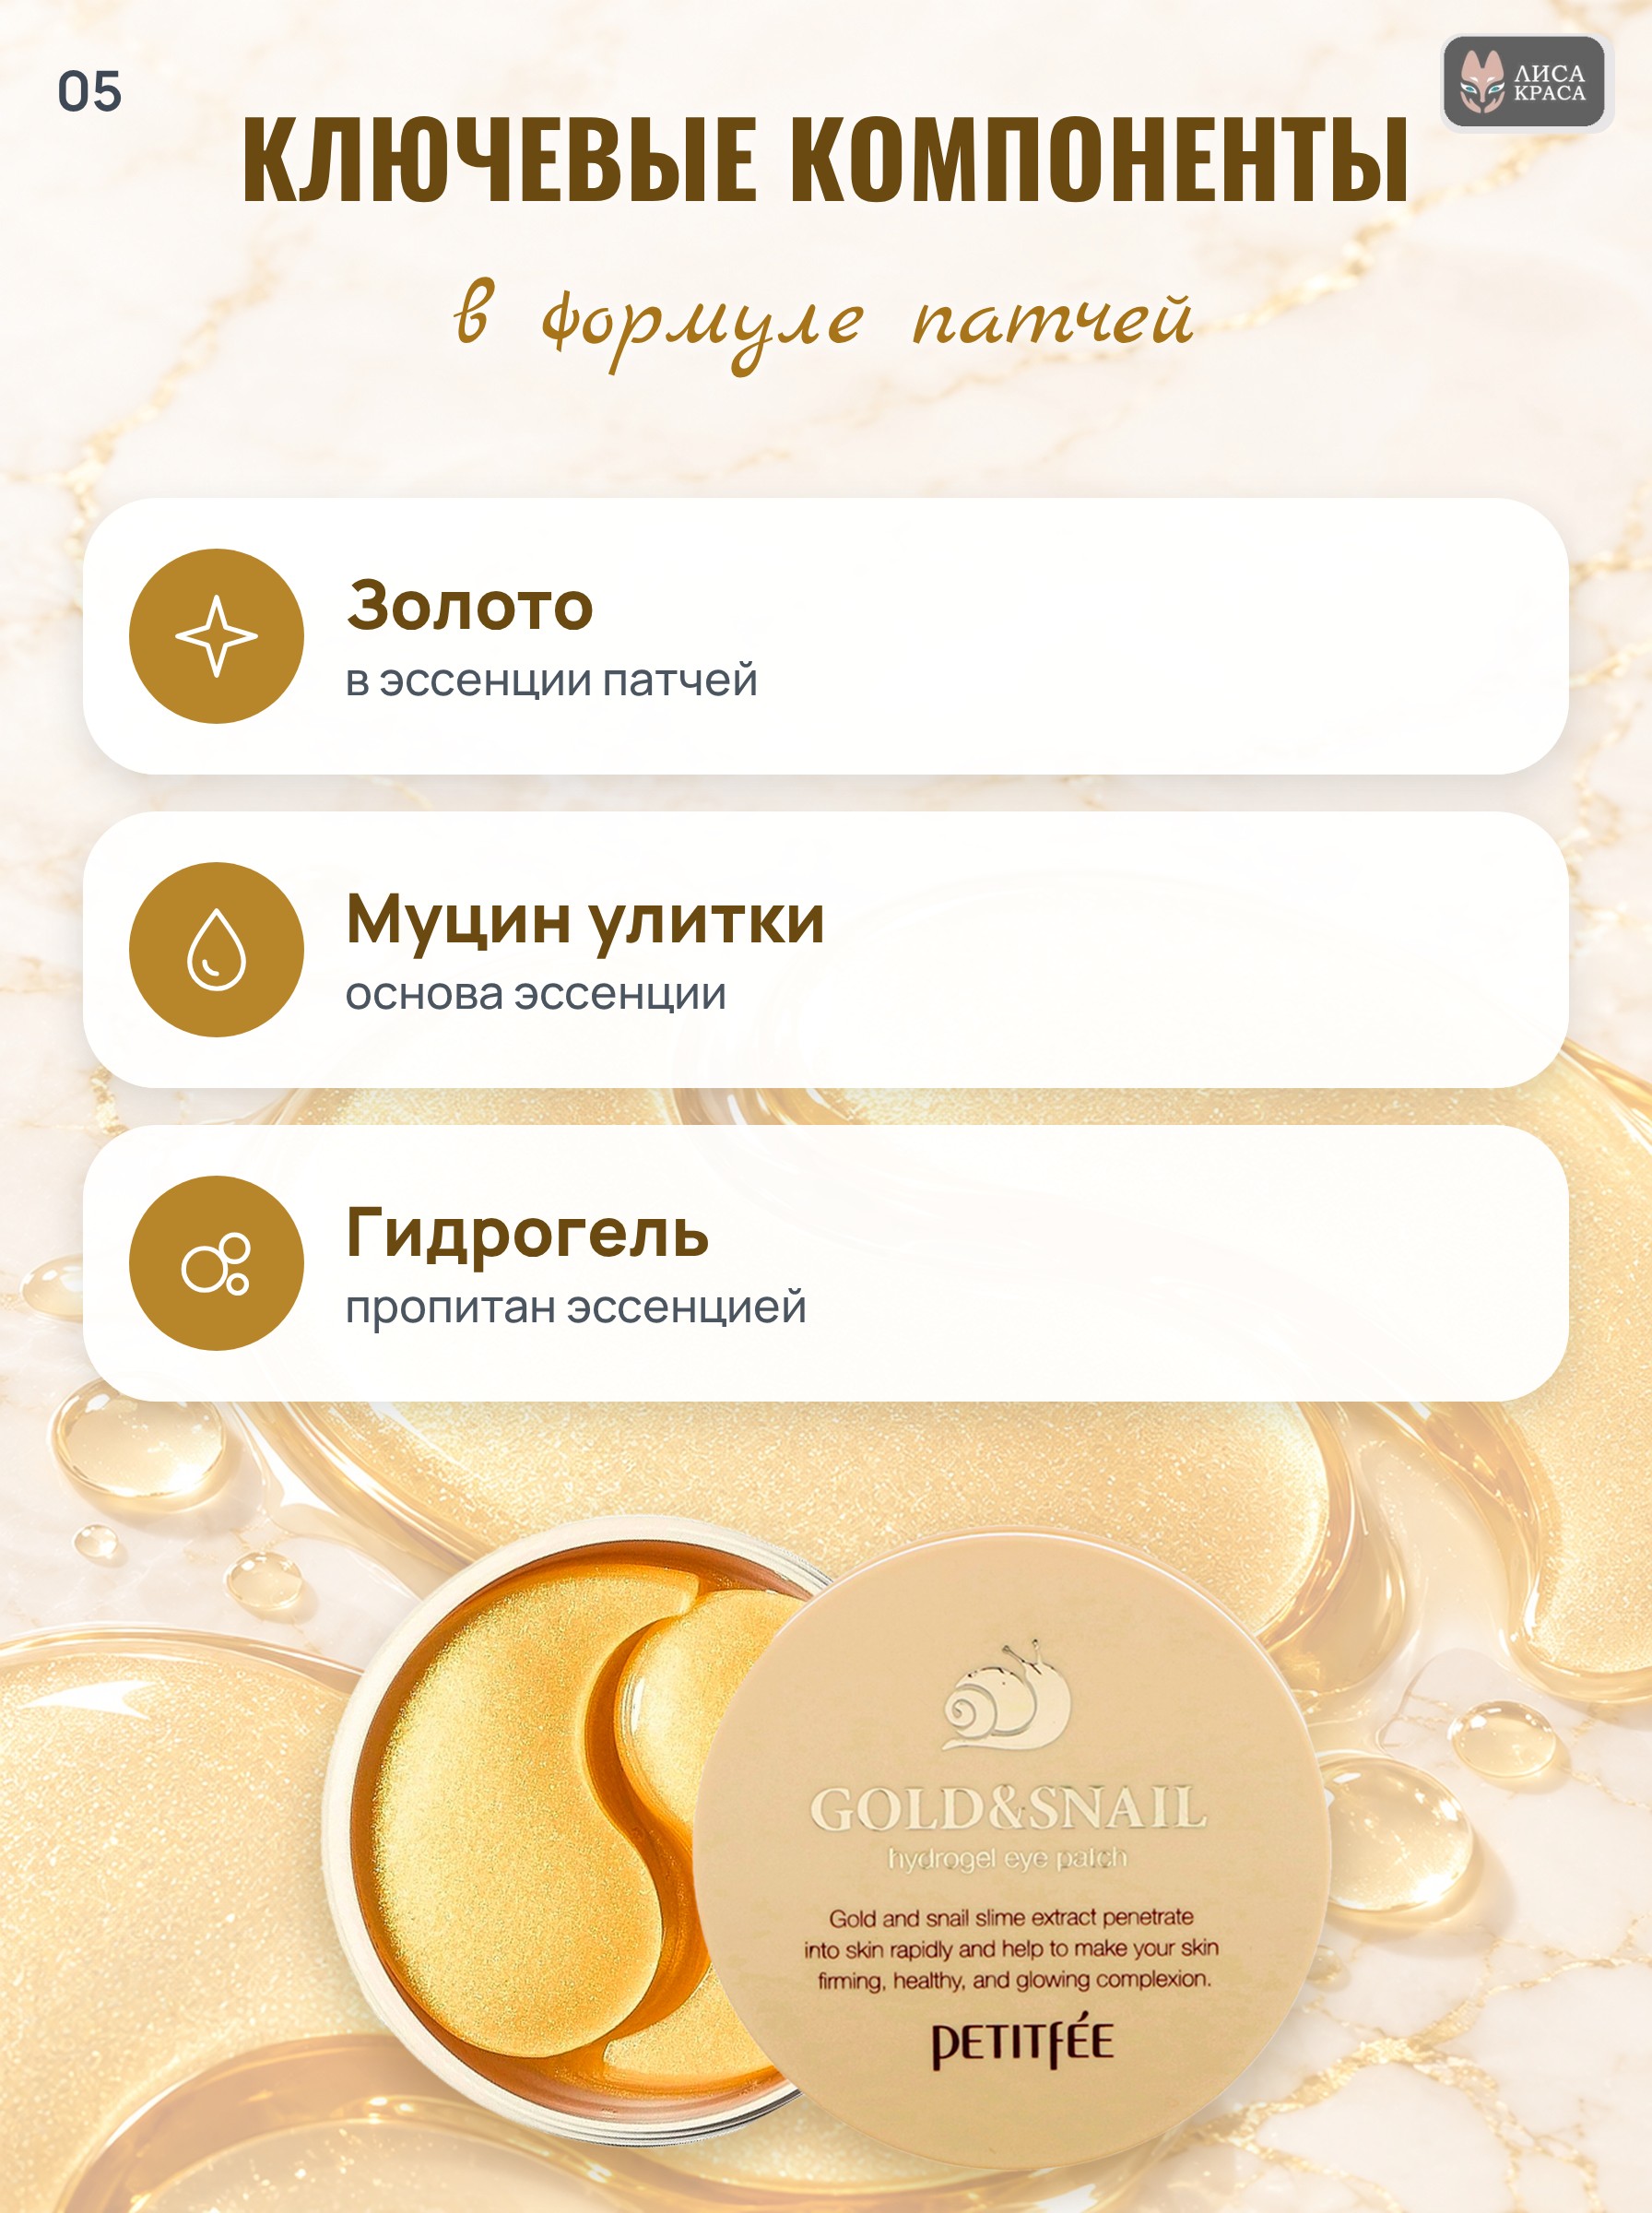 05
ЛИСА
КРАСА
КЛЮЧЕВЫЕ КОМПОНЕНТЫ
в формуле патчей
Золото
в эссенции патчей
Муцин улитки
основа эссенции
Гидрогель
пропитан эссенцией
GOLD&SNAIL
hydrogel eye patch
Gold and snail slime extract penetrate
into skin rapidly and help to make your skin
firming, healthy, and glowing complexion.
PETITFÉE